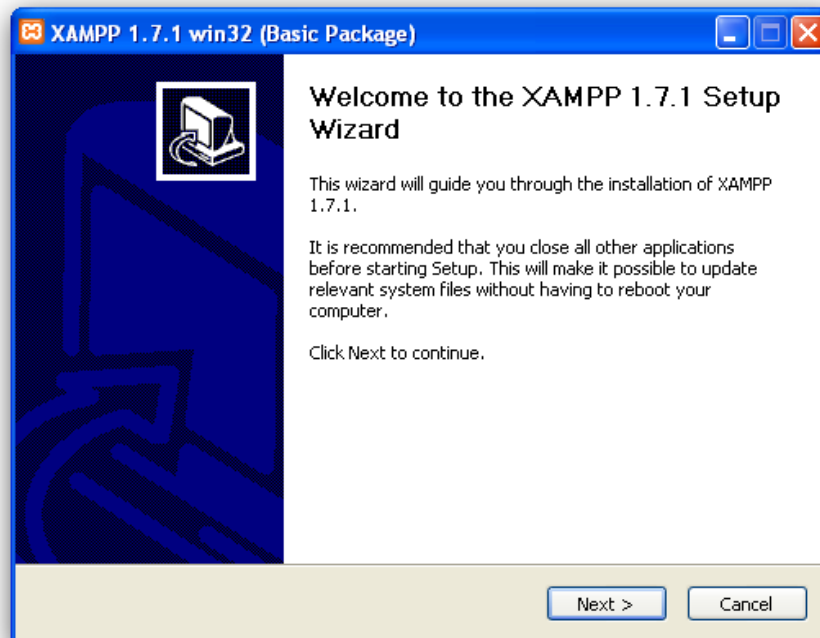 XAMPP 1.7.1 win32 (Basic Package)
Welcome to the XAMPP 1.7.1 Setup
Wizard
This wizard will guide you through the installation of XAMPP
1.7.1.
It is recommended that you close all other applications
before starting Setup. This will make it possible to update
relevant system files without having to reboot your
computer.
Click Next to continue.
Next >
Cancel